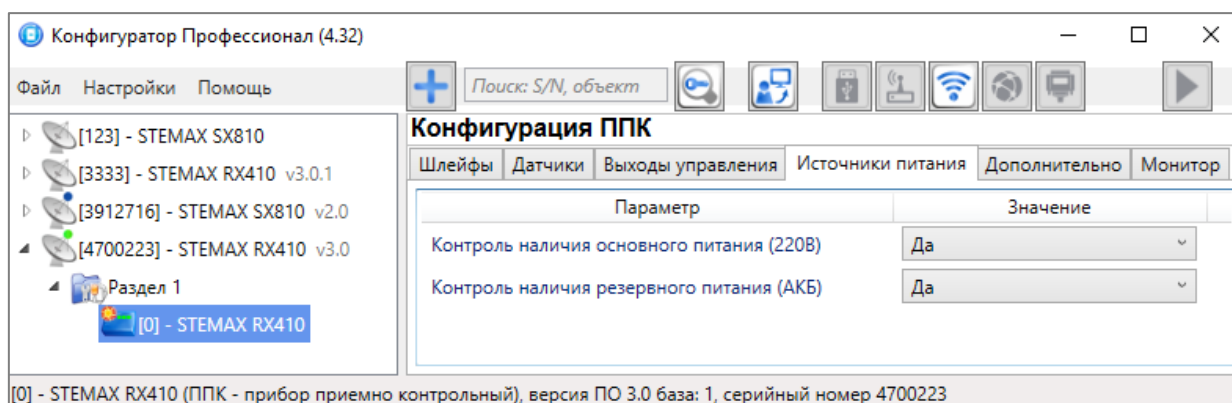 Конфигуратор Профессионал (4.32)
Файл Настройки Помощь
Поиск: S/N, объект
[123] - STEMAX SX810
[3333] - STEMAX RX410 v3.0.1
[3912716] - STEMAX SX810 v2.0
[4700223] - STEMAX RX410 v3.0
Раздел 1
[0] - STEMAX RX410
Конфигурация ППК
Шлейфы Датчики Выходы управления Источники питания Дополнительно Монитор
Параметр Значение
Контроль наличия основного питания (220В) Да
Контроль наличия резервного питания (АКБ) Да
[0] - STEMAX RX410 (ППК - прибор приемно контрольный), версия ПО 3.0 база: 1, серийный номер 4700223